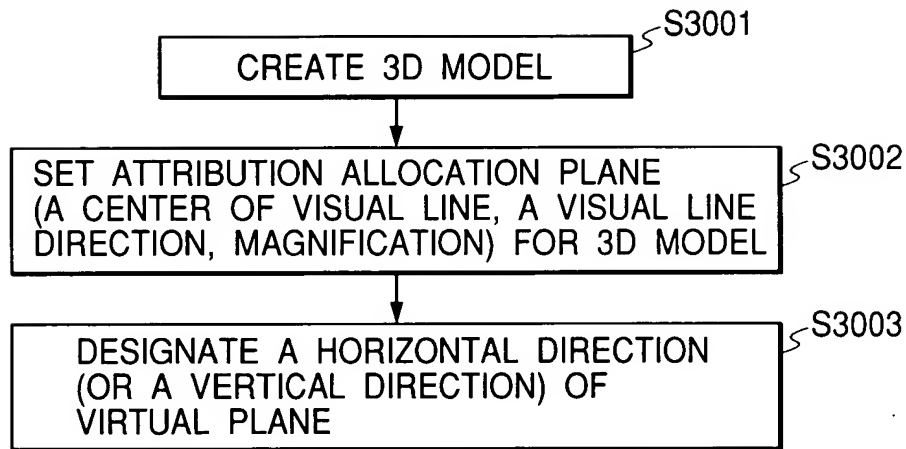 S3001
CREATE 3D MODEL
S3002
SET ATTRIBUTION ALLOCATION PLANE
(A CENTER OF VISUAL LINE, A VISUAL LINE
DIRECTION, MAGNIFICATION) FOR 3D MODEL
S3003
DESIGNATE A HORIZONTAL DIRECTION
(OR A VERTICAL DIRECTION) OF
VIRTUAL PLANE